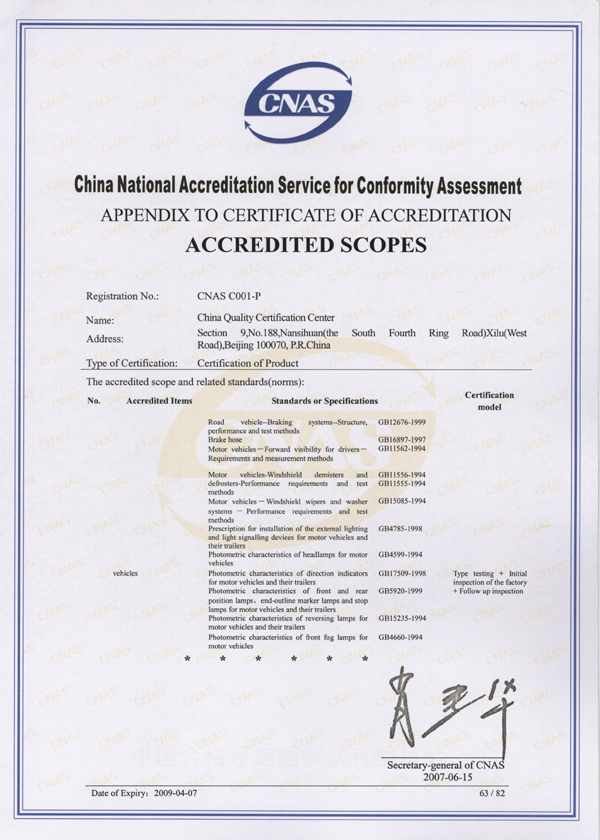 CNAS
China National Accreditation Service for Conformity Assessment
APPENDIX TO CERTIFICATE OF ACCREDITATION
ACCREDITED SCOPES
Registration No.: CNAS C001-P
Name: China Quality Certification Center
Address: Section 9,No.188,Nansihuan(the South Fourth Ring Road)Xilu(West
Road),Beijing 100070, P.R.China
Type of Certification: Certification of Product
The accredited scope and related standards(norms):
No. Accredited Items Standards or Specifications Certification
model
Road vehicle--Braking systems--Structure, GB12676-1999
performance and test methods
Brake hose GB16897-1997
Motor vehicles－Forward visibility for drivers－ GB11562-1994
Requirements and measurement methods
Motor vehicles-Windshield demisters and GB11556-1994
defrosters-Performance requirements and test GB11555-1994
methods
Motor vehicles－Windshield wipers and washer GB15085-1994
systems － Performance requirements and test
methods
Prescription for installation of the external lighting GB4785-1998
and light signalling devices for motor vehicles and
their trailers
Photometric characteristics of headlamps for motor GB4599-1994
vehicles
vehicles Photometric characteristics of direction indicators GB17509-1998 Type testing + Initial
for motor vehicles and their trailers inspection of the factory
Photometric characteristics of front and rear GB5920-1999 + Follow up inspection
position lamps, end-outline marker lamps and stop
lamps for motor vehicles and their trailers
Photometric characteristics of reversing lamps for GB15235-1994
motor vehicles and their trailers
Photometric characteristics of front fog lamps for GB4660-1994
motor vehicles
* * * * * *
Secretary-general of CNAS
2007-06-15
Date of Expiry: 2009-04-07 63 / 82